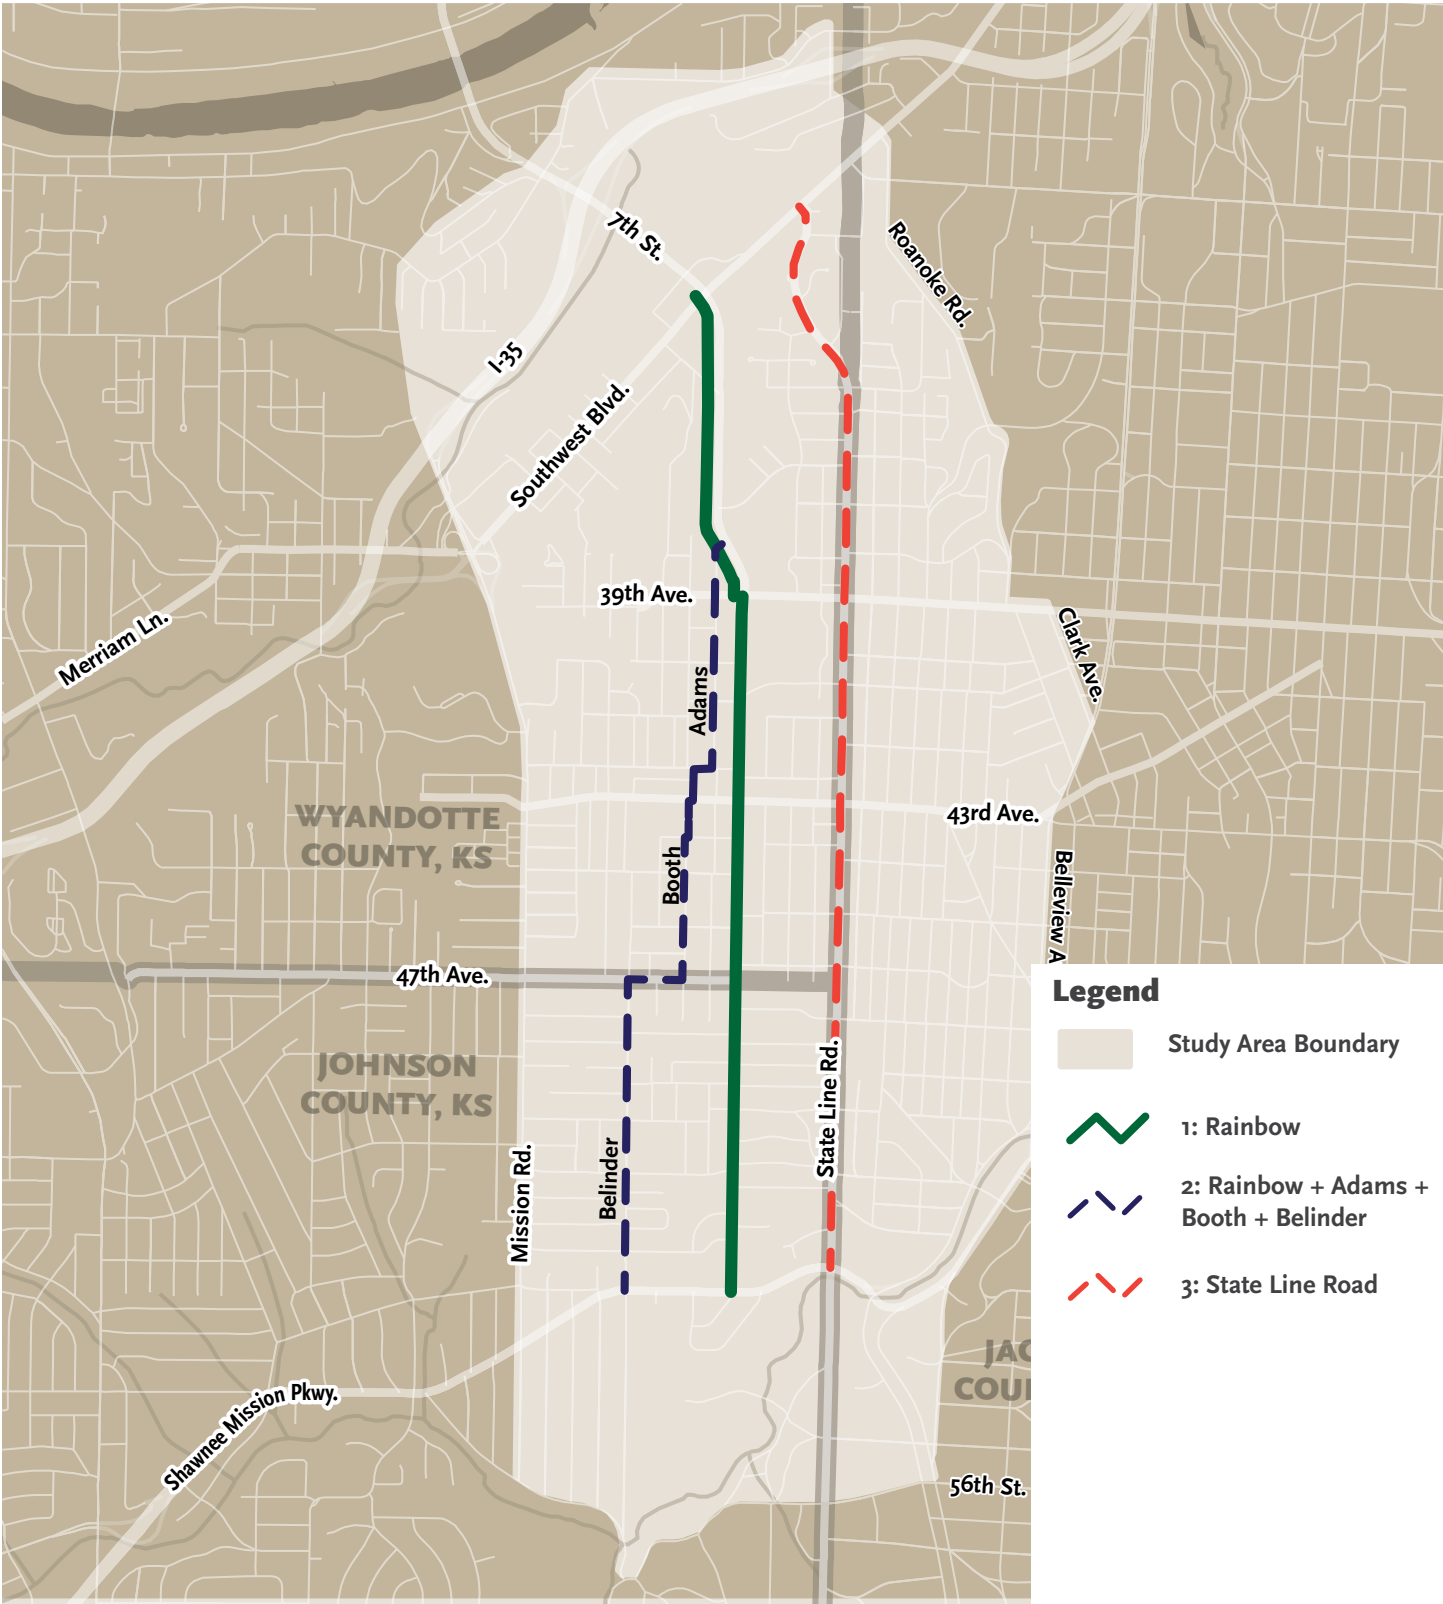 7th St.
Roanoke Rd.
I-35
Southwest Blvd.
39th Ave.
Merriam Ln.
Clark Ave.
Adams
WYANDOTTE
COUNTY, KS
43rd Ave.
Booth
Belleview A
47th Ave.
Legend
Study Area Boundary
1: Rainbow
2: Rainbow + Adams +
Booth + Belinder
3: State Line Road
JOHNSON
COUNTY, KS
State Line Rd.
Belinder
Mission Rd.
JAC
COU
Shawnee Mission Pkwy.
56th St.